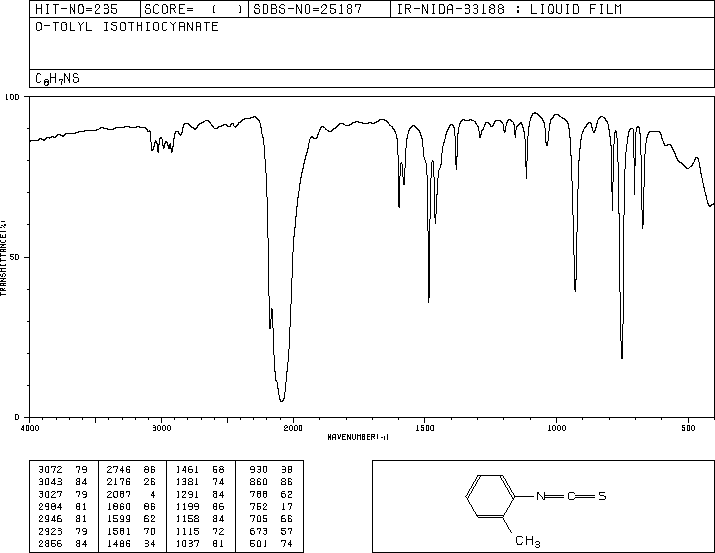 HIT-NO=235 SCORE= ( ) SDBS-NO=25187 IR-NIDA-33188 : LIQUID FILM
O-TOLYL ISOTHIOCYANATE
C8H7NS
100
50
0
TRANSMITTANCE(%)
4000 3000 2000 1500 1000 500
WAVENUMBER(-1)
3072 79 2746 86 1461 58 930 38
3043 84 2176 26 1381 74 860 86
3027 79 2087 4 1291 84 788 62
2984 81 1860 86 1199 86 752 17
2946 81 1599 62 1158 84 705 66
2923 79 1581 70 1115 72 673 57
2866 84 1486 34 1037 81 501 74
N C S
CH3